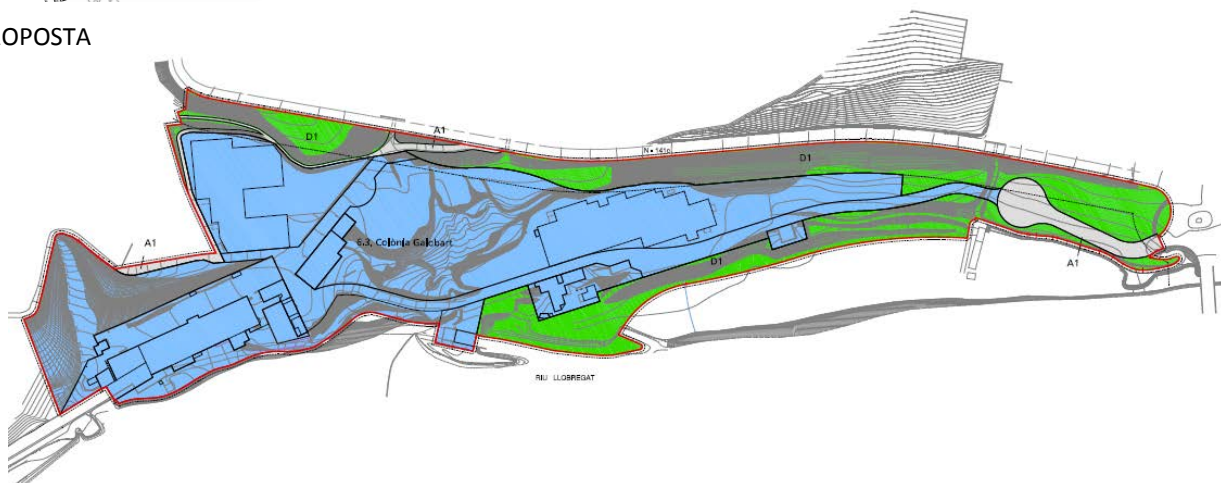 OPOSTA
A1
D1
N-141c
D1
6.3, Colònia Galobart
A1
D1
A1
RIU LLOBREGAT